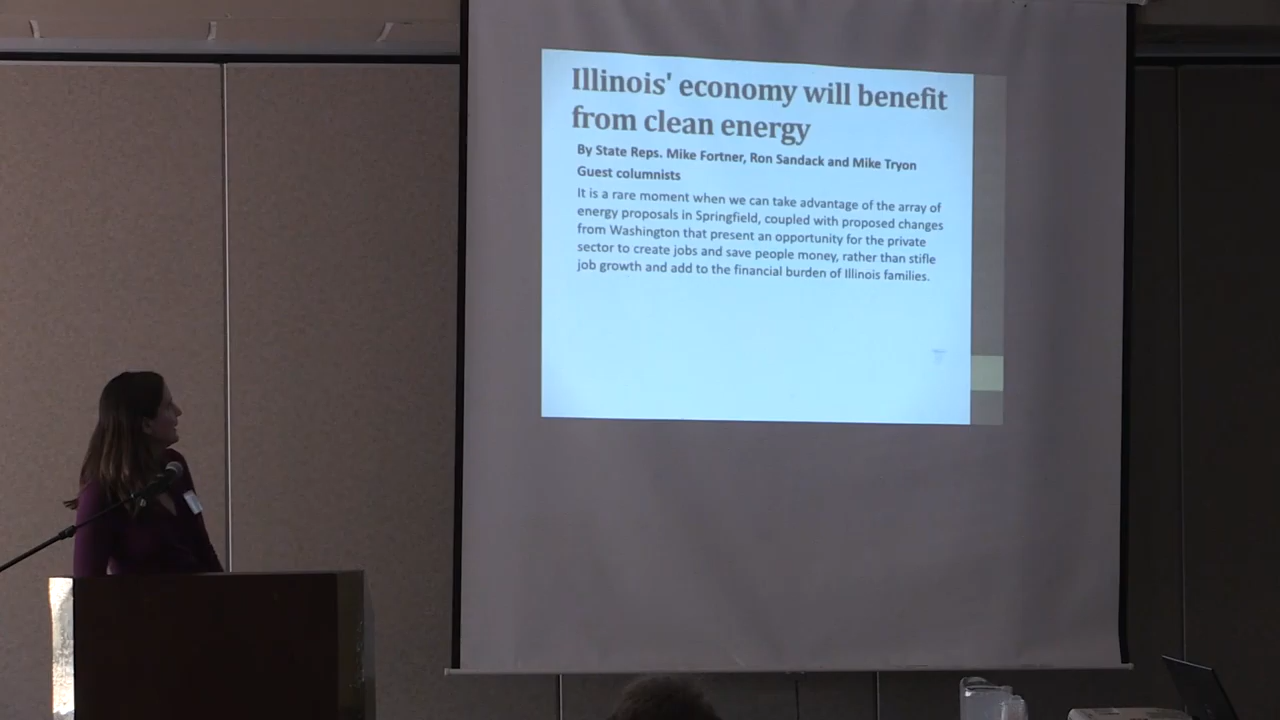 Illinois' economy will benefit
from clean energy
By State Reps. Mike Fortner, Ron Sandack and Mike Tryon
Guest columnists
It is a rare moment when we can take advantage of the array of
energy proposals in Springfield, coupled with proposed changes
from Washington that present an opportunity for the private
sector to create jobs and save people money, rather than stifle
job growth and add to the financial burden of Illinois families.